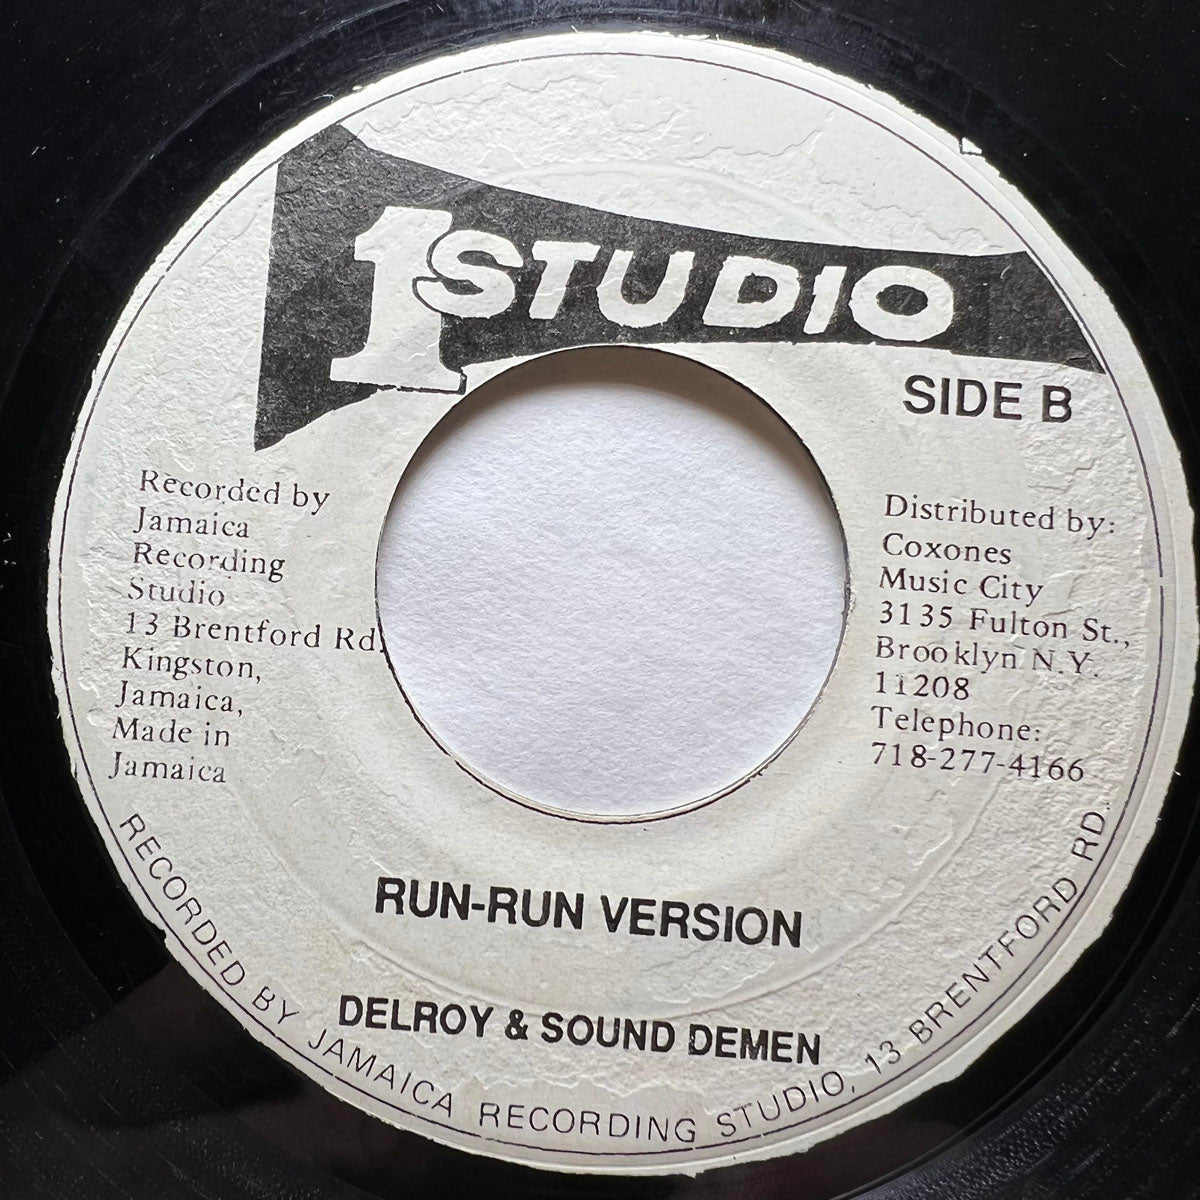 1 STUDIO
SIDE B
Recorded by
Jamaica
Recording
Studio
13 Brentford Rd.
Kingston,
Jamaica,
Made in
Jamaica
Distributed by:
Coxones
Music City
3135 Fulton St.,
Brooklyn N.Y.
11208
Telephone:
718-277-4166
RUN-RUN VERSION
DELROY & SOUND DEMEN
RECORDED BY JAMAICA RECORDING STUDIO, 13 BRENTFORD RD.